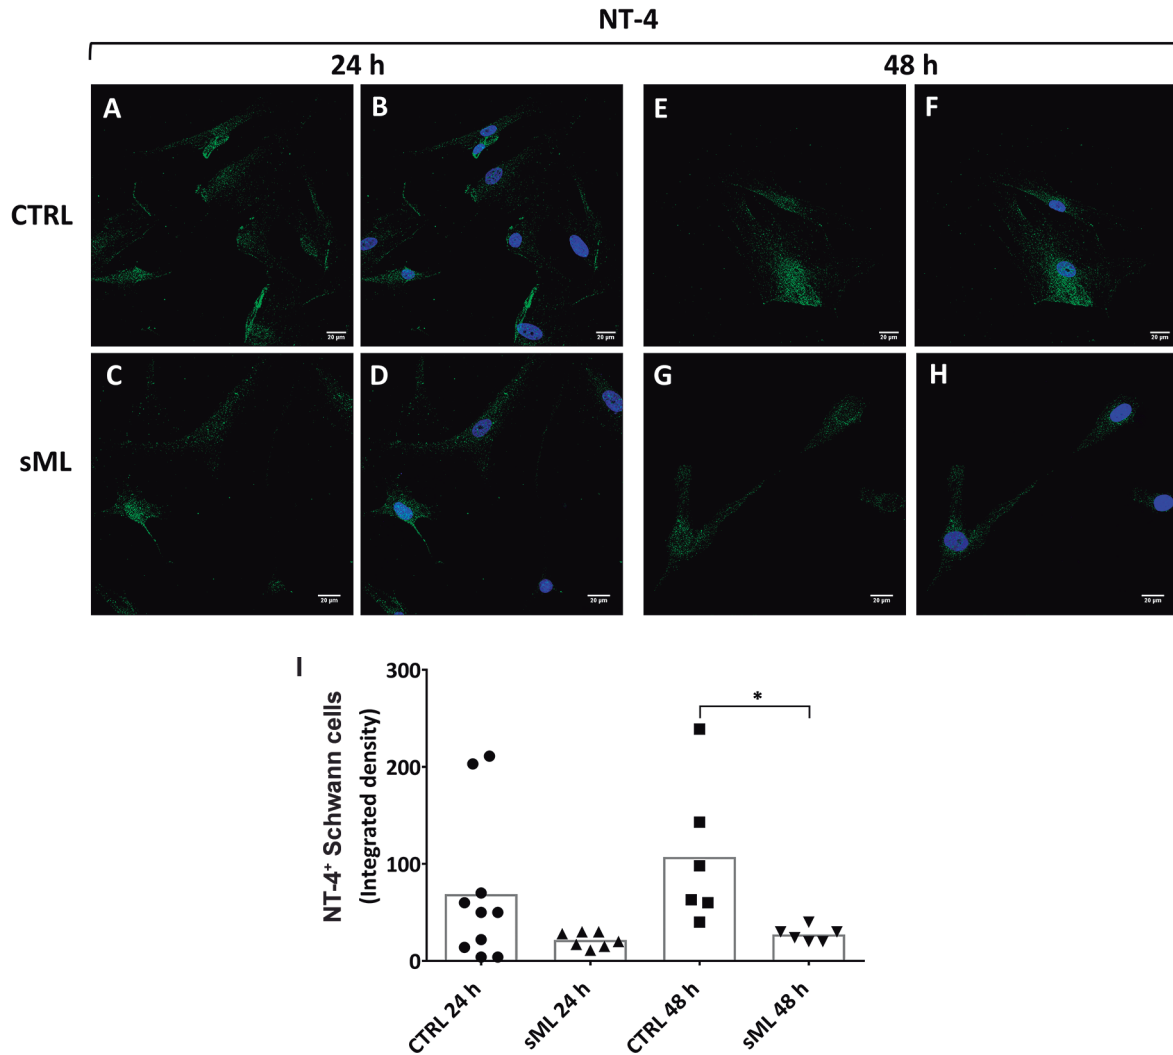 NT-4
24 h
48 h
CTRL
A
B
E
F
20 µm
20 µm
20 µm
20 µm
sML
C
D
G
H
20 µm
20 µm
20 µm
20 µm
I
NT-4⁺ Schwann cells
(Integrated density)
300
200
100
0
*
CTRL 24 h
sML 24 h
CTRL 48 h
sML 48 h